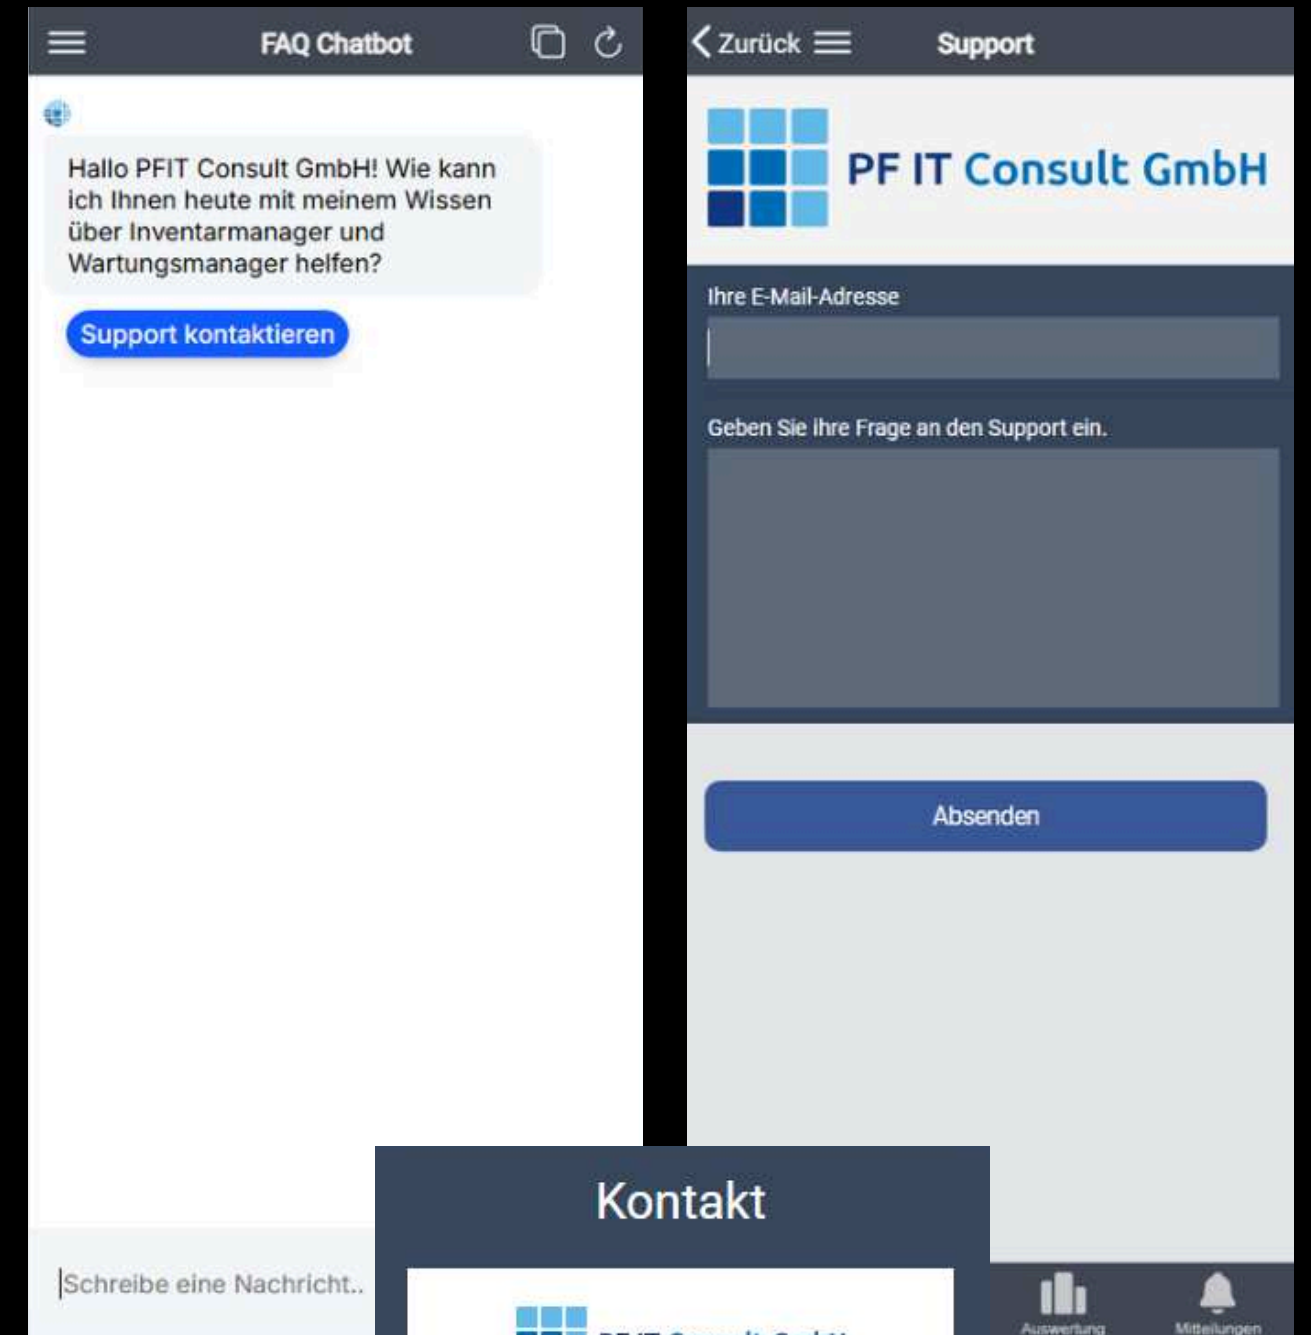 FAQ Chatbot
Hallo PFIT Consult GmbH! Wie kann
ich Ihnen heute mit meinem Wissen
über Inventarmanager und
Wartungsmanager helfen?
Support kontaktieren
Schreibe eine Nachricht..
Zurück
Support
PF IT Consult GmbH
Ihre E-Mail-Adresse
Geben Sie ihre Frage an den Support ein.
Absenden
Auswertung
Mitteilungen
Kontakt